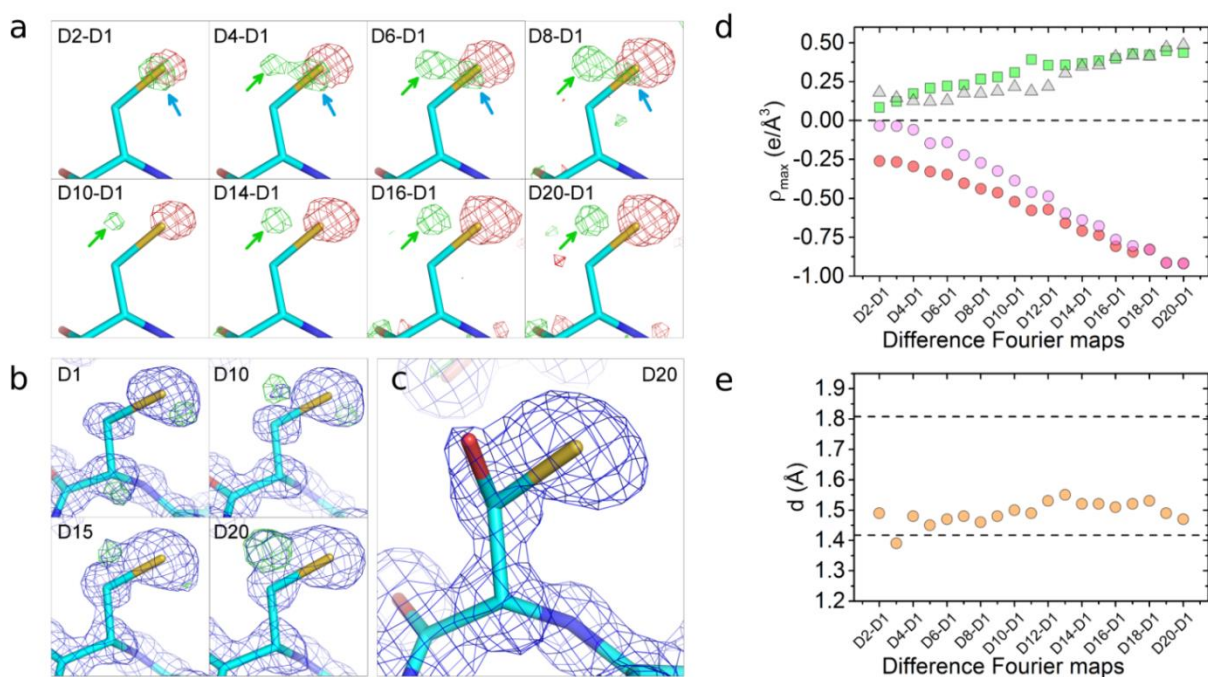 a
D2-D1
D4-D1
D6-D1
D8-D1
D10-D1
D14-D1
D16-D1
D20-D1
b
D1
D10
D15
D20
c
D20
d
ρmax (e/Å³)
0.50
0.25
0.00
-0.25
-0.50
-0.75
-1.00
D2-D1
D4-D1
D6-D1
D8-D1
D10-D1
D12-D1
D14-D1
D16-D1
D18-D1
D20-D1
Difference Fourier maps
e
d (Å)
1.9
1.8
1.7
1.6
1.5
1.4
1.3
1.2
D2-D1
D4-D1
D6-D1
D8-D1
D10-D1
D12-D1
D14-D1
D16-D1
D18-D1
D20-D1
Difference Fourier maps